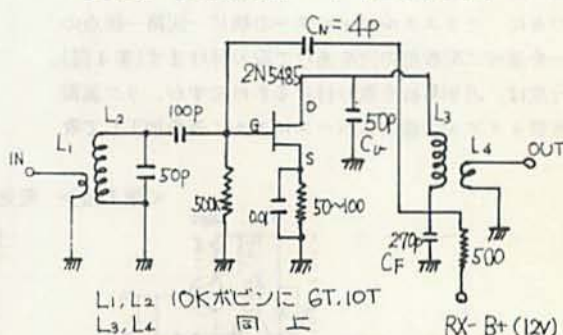 CN=4P
2N5485
100P
L3
L1
L2
G
D
S
50P
CV
L4
OUT
IN
50P
500K
0.01
50~100
270P
CF
500
L1, L2 10Kボビンに 6T, 10T
L3, L4 同上
RX-B+(12V)